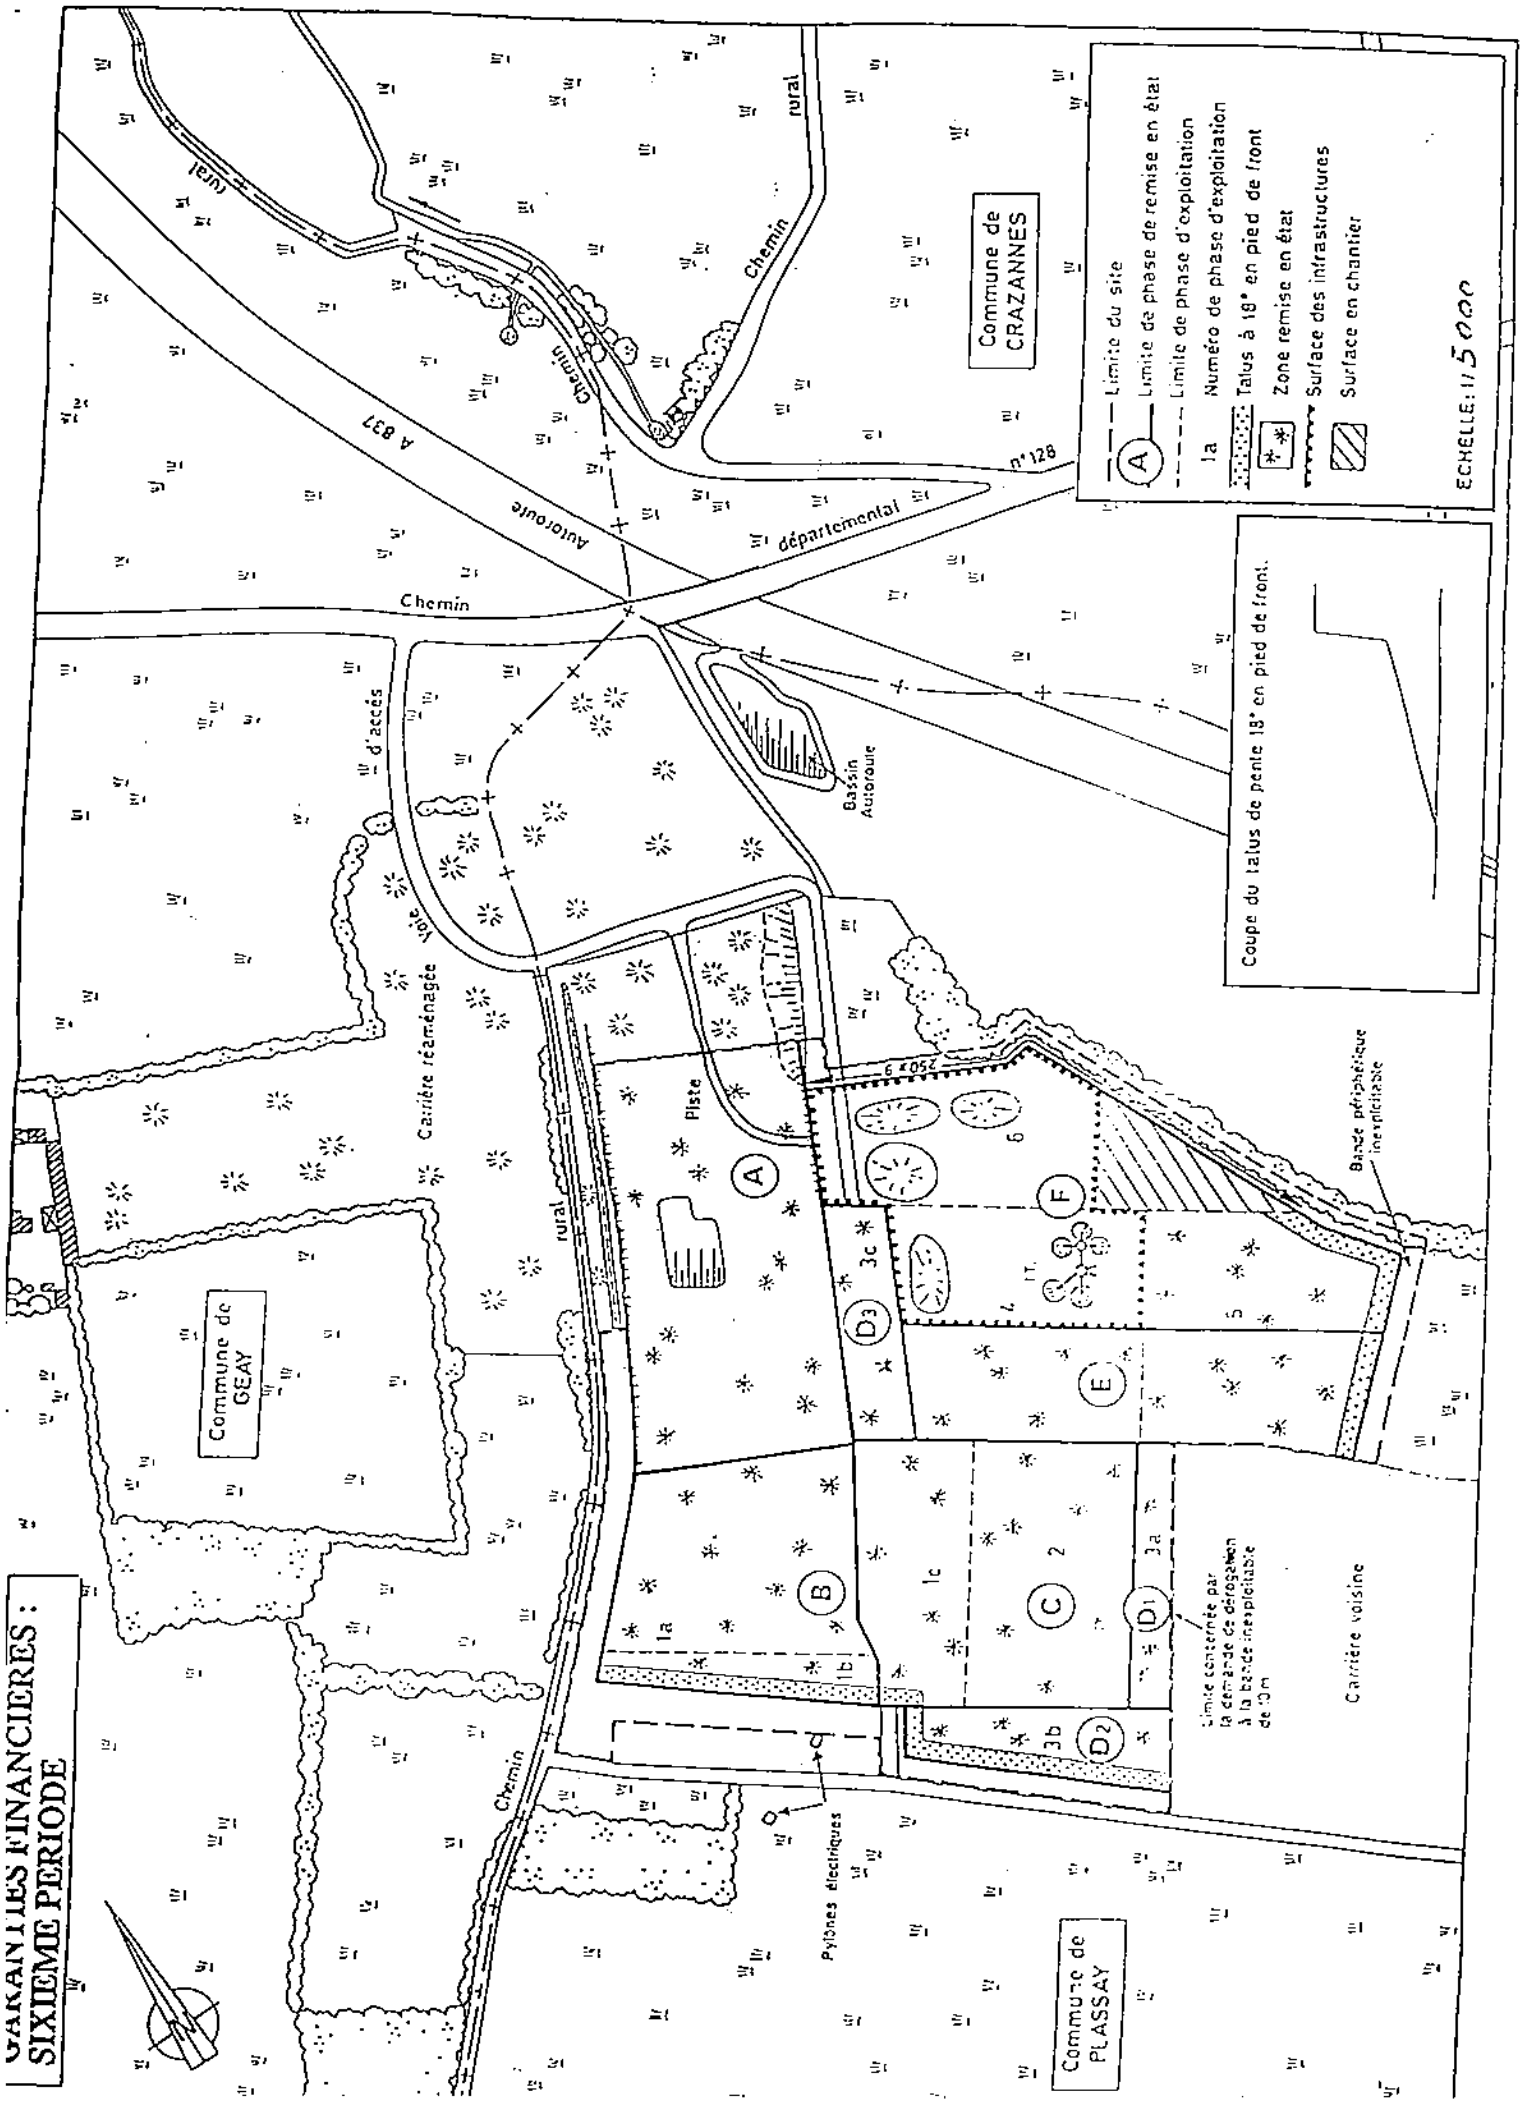 GARANTIES FINANCIERES :
SIXIEME PERIODE
Commune de
GEAY
Carrière réaménagée
Voie
d'accès
Chemin
rural
Autoroute
A 837
Chemin
rural
Chemin
départemental
n° 128
Chemin
rural
Commune de
CRAZANNES
Bassin
Autoroute
Piste
A
B
C
D1
D2
D3
E
F
1a
1b
1c
2
3a
3b
3c
4
5
6
I.T.
Chemin
Pylônes électriques
Commune de
PLASSAY
Limite concernée par
la demande de dérogation
à la bande inexploitable
de 10m
Carrière voisine
Bande périphérique
inexploitable
Limite du site
A Limite de phase de remise en état
Limite de phase d'exploitation
1a Numéro de phase d'exploitation
Talus à 18° en pied de front
Zone remise en état
Surface des infrastructures
Surface en chantier
ECHELLE: 1/5000
Coupe du talus de pente 18° en pied de front.